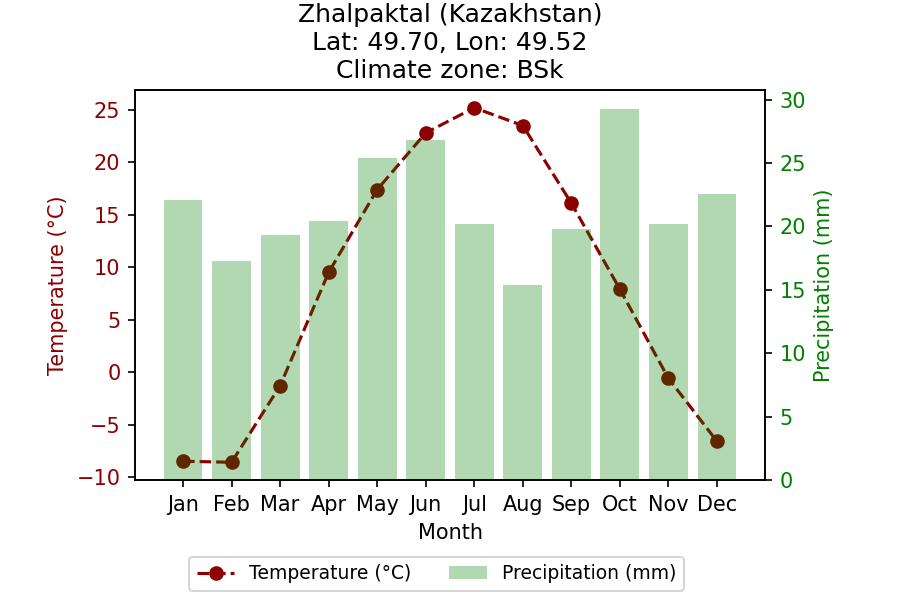 Zhalpaktal (Kazakhstan)
Lat: 49.70, Lon: 49.52
Climate zone: BSk
25
20
15
10
5
0
−5
−10
Temperature (°C)
30
25
20
15
10
5
0
Precipitation (mm)
Jan Feb Mar Apr May Jun Jul Aug Sep Oct Nov Dec
Month
Temperature (°C) Precipitation (mm)